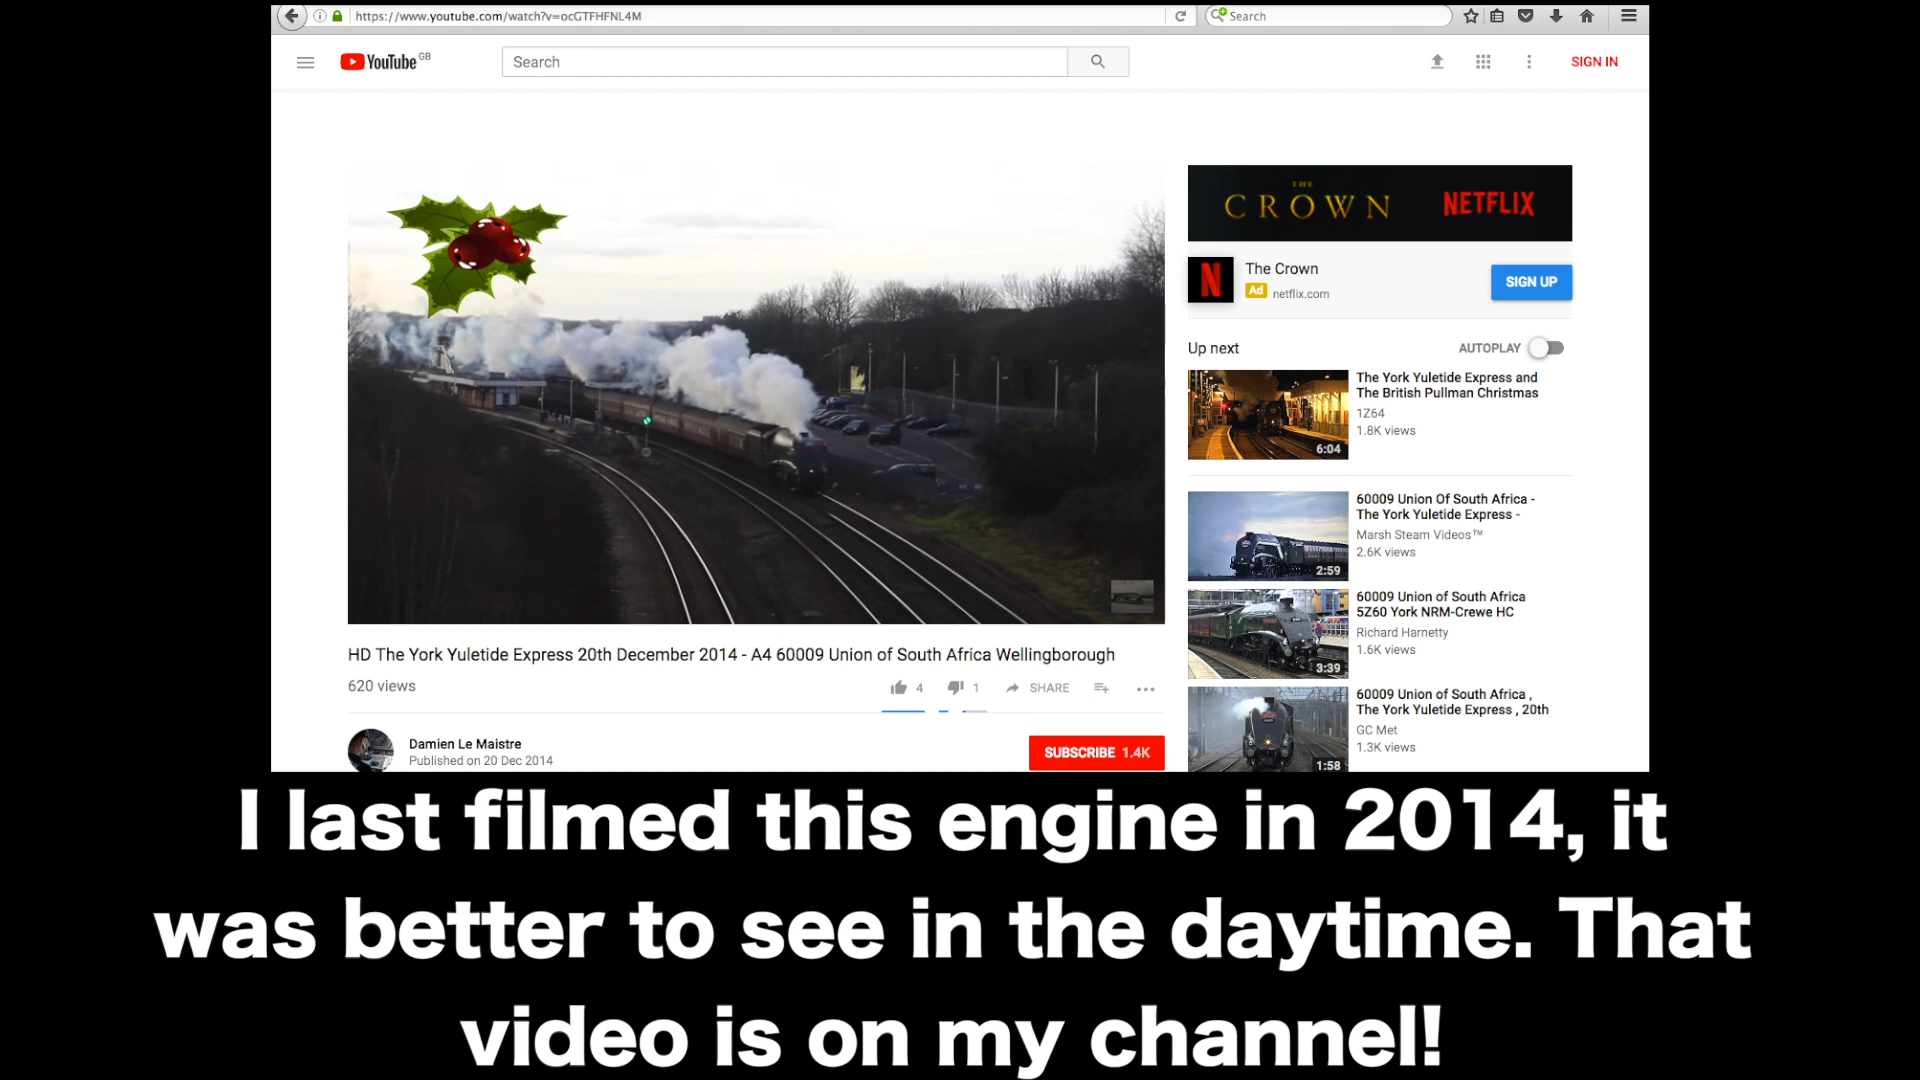 https://www.youtube.com/watch?v=ocGTFHFNL4M
Search
YouTube GB
Search
SIGN IN
THE CROWN NETFLIX
The Crown
Ad netflix.com
SIGN UP
Up next
AUTOPLAY
The York Yuletide Express and
The British Pullman Christmas
1Z64
1.8K views
6:04
60009 Union Of South Africa -
The York Yuletide Express -
Marsh Steam Videos™
2.6K views
2:59
60009 Union of South Africa
5Z60 York NRM-Crewe HC
Richard Harnetty
1.6K views
3:39
60009 Union of South Africa ,
The York Yuletide Express , 20th
GC Met
1.3K views
1:58
HD The York Yuletide Express 20th December 2014 - A4 60009 Union of South Africa Wellingborough
620 views
4 1 SHARE
Damien Le Maistre
Published on 20 Dec 2014
SUBSCRIBE 1.4K
I last filmed this engine in 2014, it
was better to see in the daytime. That
video is on my channel!